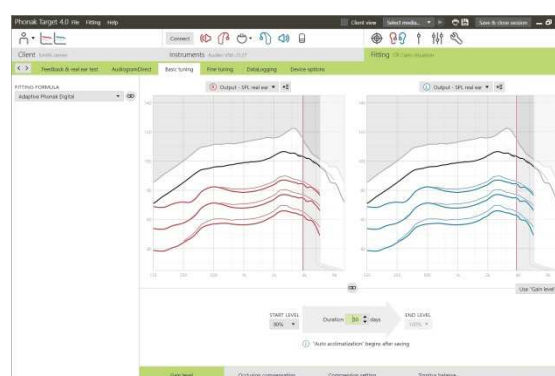 Phonak Target 4.0 File Fitting Help
Client view Select media... Save & close session
Connect
Client Instruments Fitting
Feedback & real ear test AudiogramDirect Basic tuning Fine tuning DataLogging Device options
FITTING FORMULA
Adaptive Phonak Digital
Output - SPL real ear Output - SPL real ear
Use "Gain level
START LEVEL END LEVEL
90% Duration days 100%
"Auto acclimatization" begins after saving
Gain level Occlusion compensation Compression setting Tinnitus balance